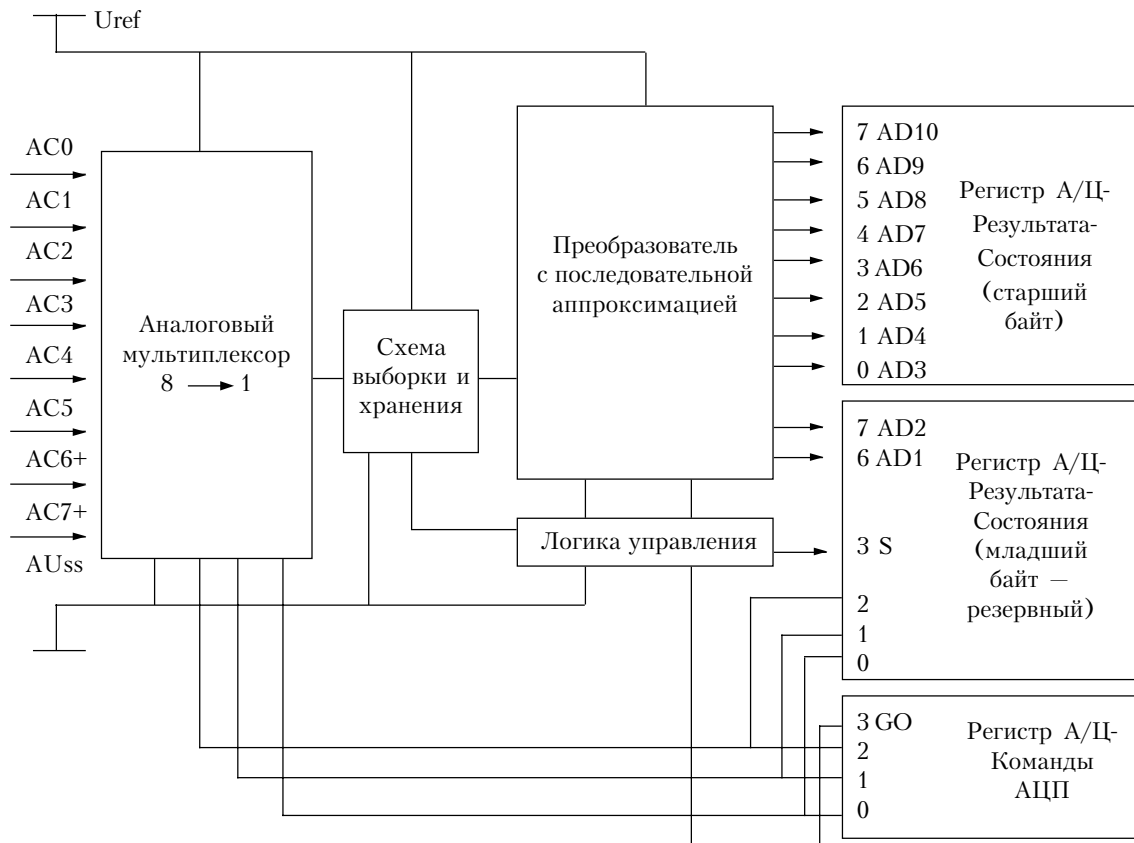 Uref
AC0
AC1
AC2
AC3
AC4
AC5
AC6+
AC7+
AUss
Аналоговый
мультиплексор
8 → 1
Схема
выборки и
хранения
Преобразователь
с последовательной
аппроксимацией
Логика управления
7 AD10
6 AD9
5 AD8
4 AD7
3 AD6
2 AD5
1 AD4
0 AD3
Регистр А/Ц-
Результата-
Состояния
(старший
байт)
7 AD2
6 AD1
3 S
2
1
0
Регистр А/Ц-
Результата-
Состояния
(младший
байт —
резервный)
3 GO
2
1
0
Регистр А/Ц-
Команды
АЦП